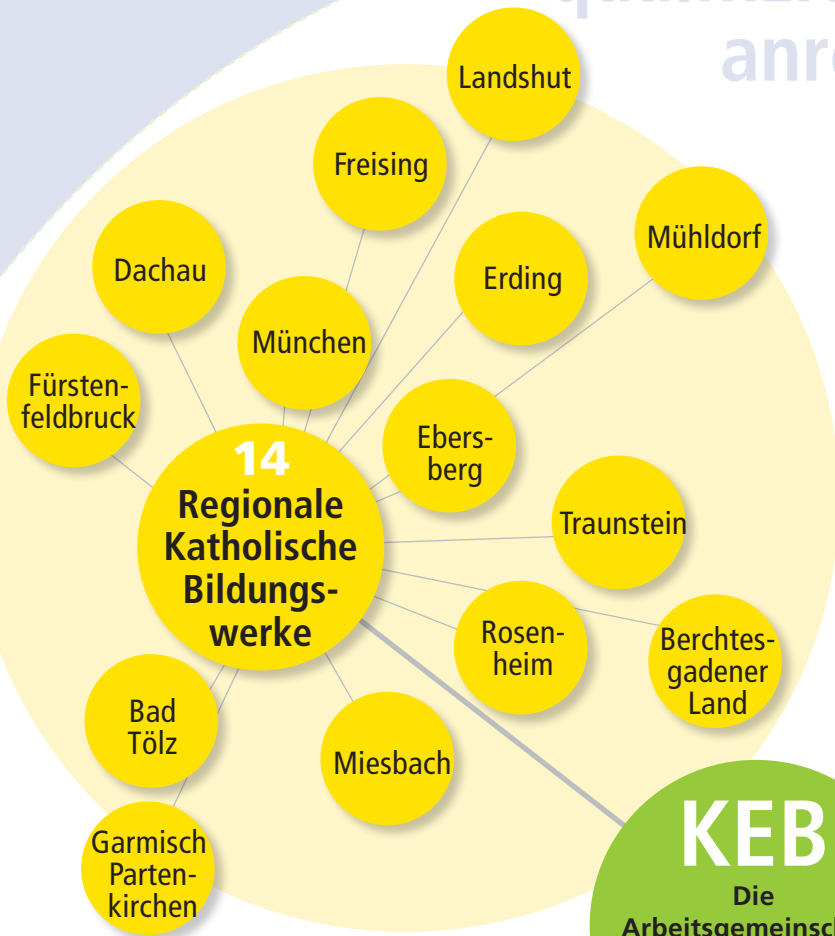 anre
Landshut
Freising
Mühldorf
Dachau
Erding
München
Fürsten-
feldbruck
Ebers-
berg
14
Regionale
Katholische
Bildungs-
werke
Traunstein
Rosen-
heim
Berchtes-
gadener
Land
Bad
Tölz
Miesbach
Garmisch
Parten-
kirchen
KEB
Die